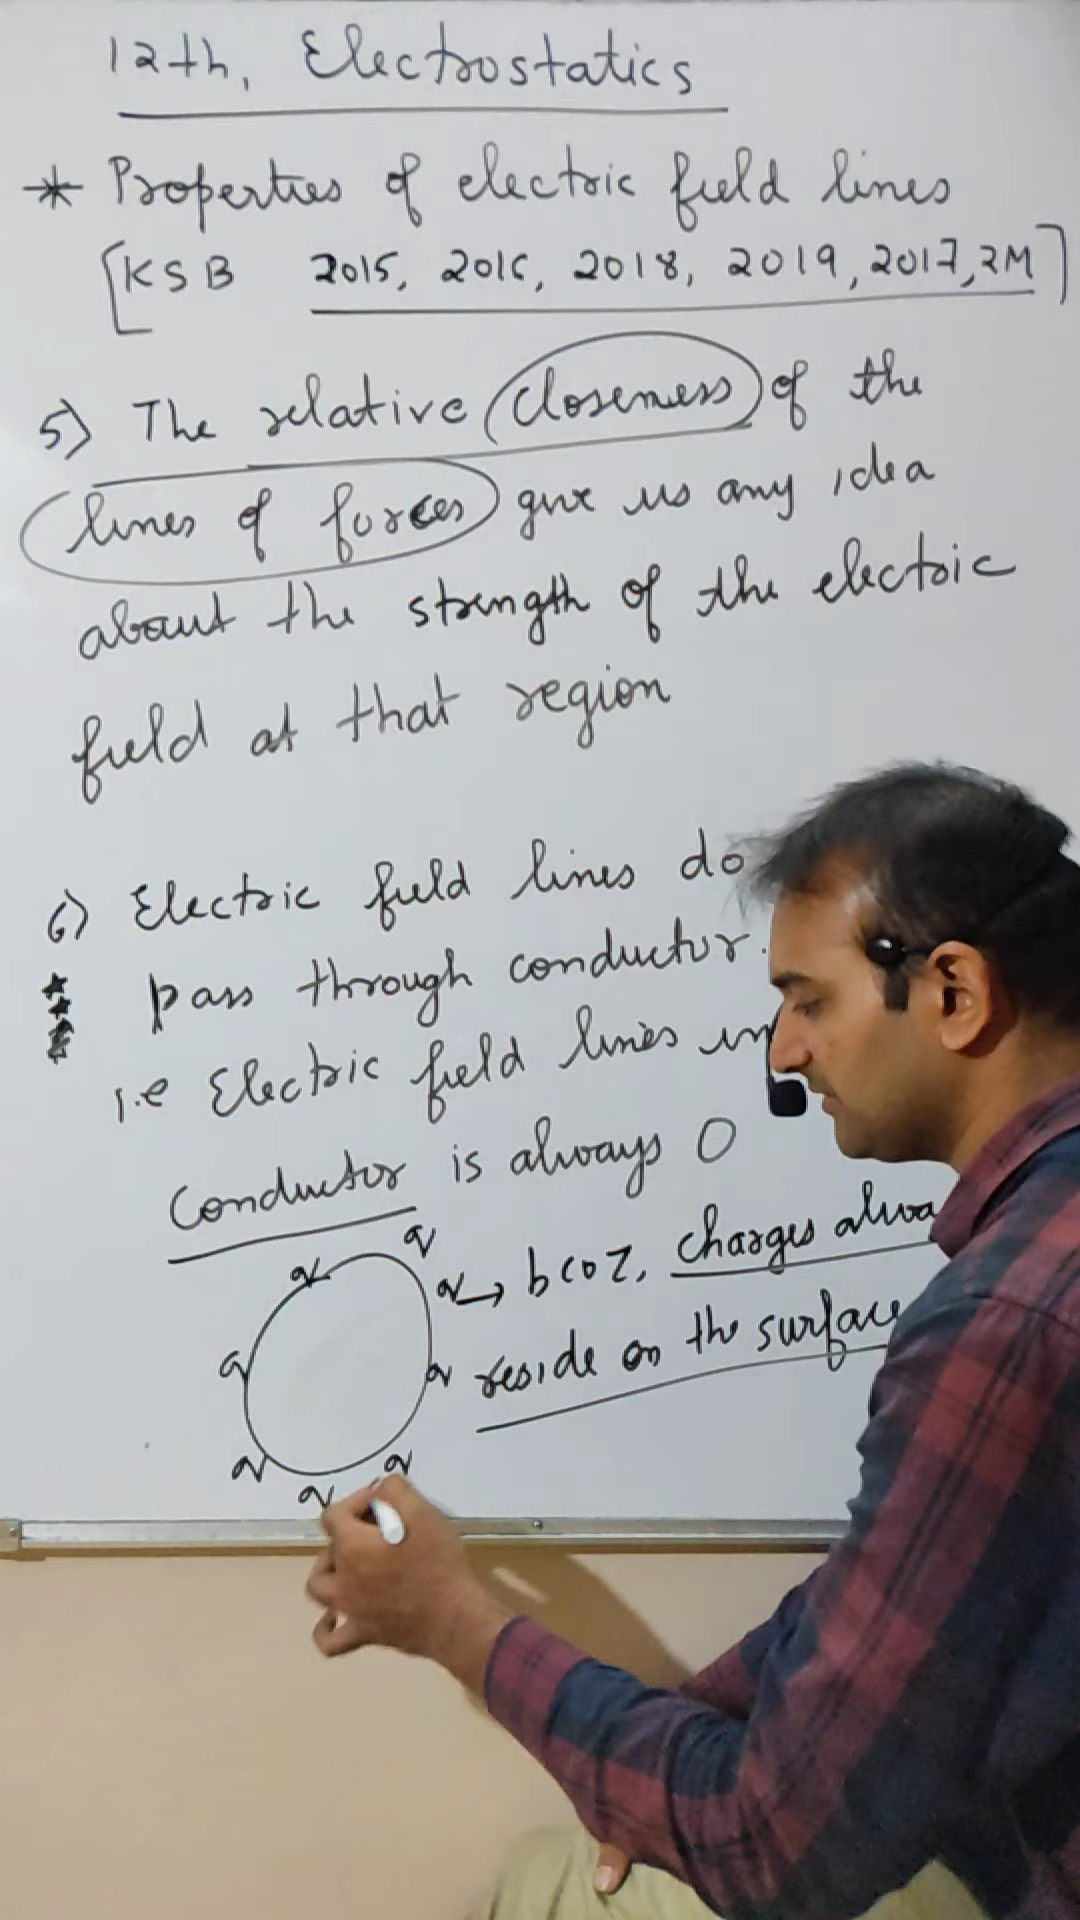 12th, Electrostatics
* Properties of electric field lines
[KSB 2015, 2016, 2018, 2019, 2017, 2M]
5) The relative closeness of the
lines of forces give us any idea
about the strength of the electric
field at that region
6) Electric field lines do
pass through conductor.
i.e Electric field lines in
Conductor is always 0
q
q
q → bcoz, charges alwa
q
q reside on the surface
q
q
q